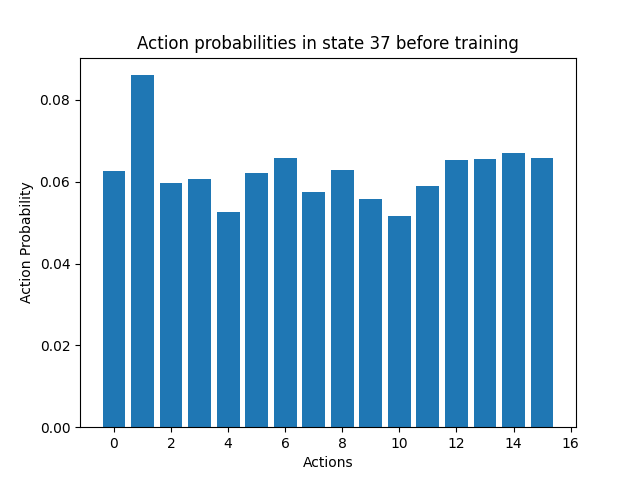 Action probabilities in state 37 before training
0.08
0.06
0.04
0.02
0.00
Action Probability
0 2 4 6 8 10 12 14 16
Actions